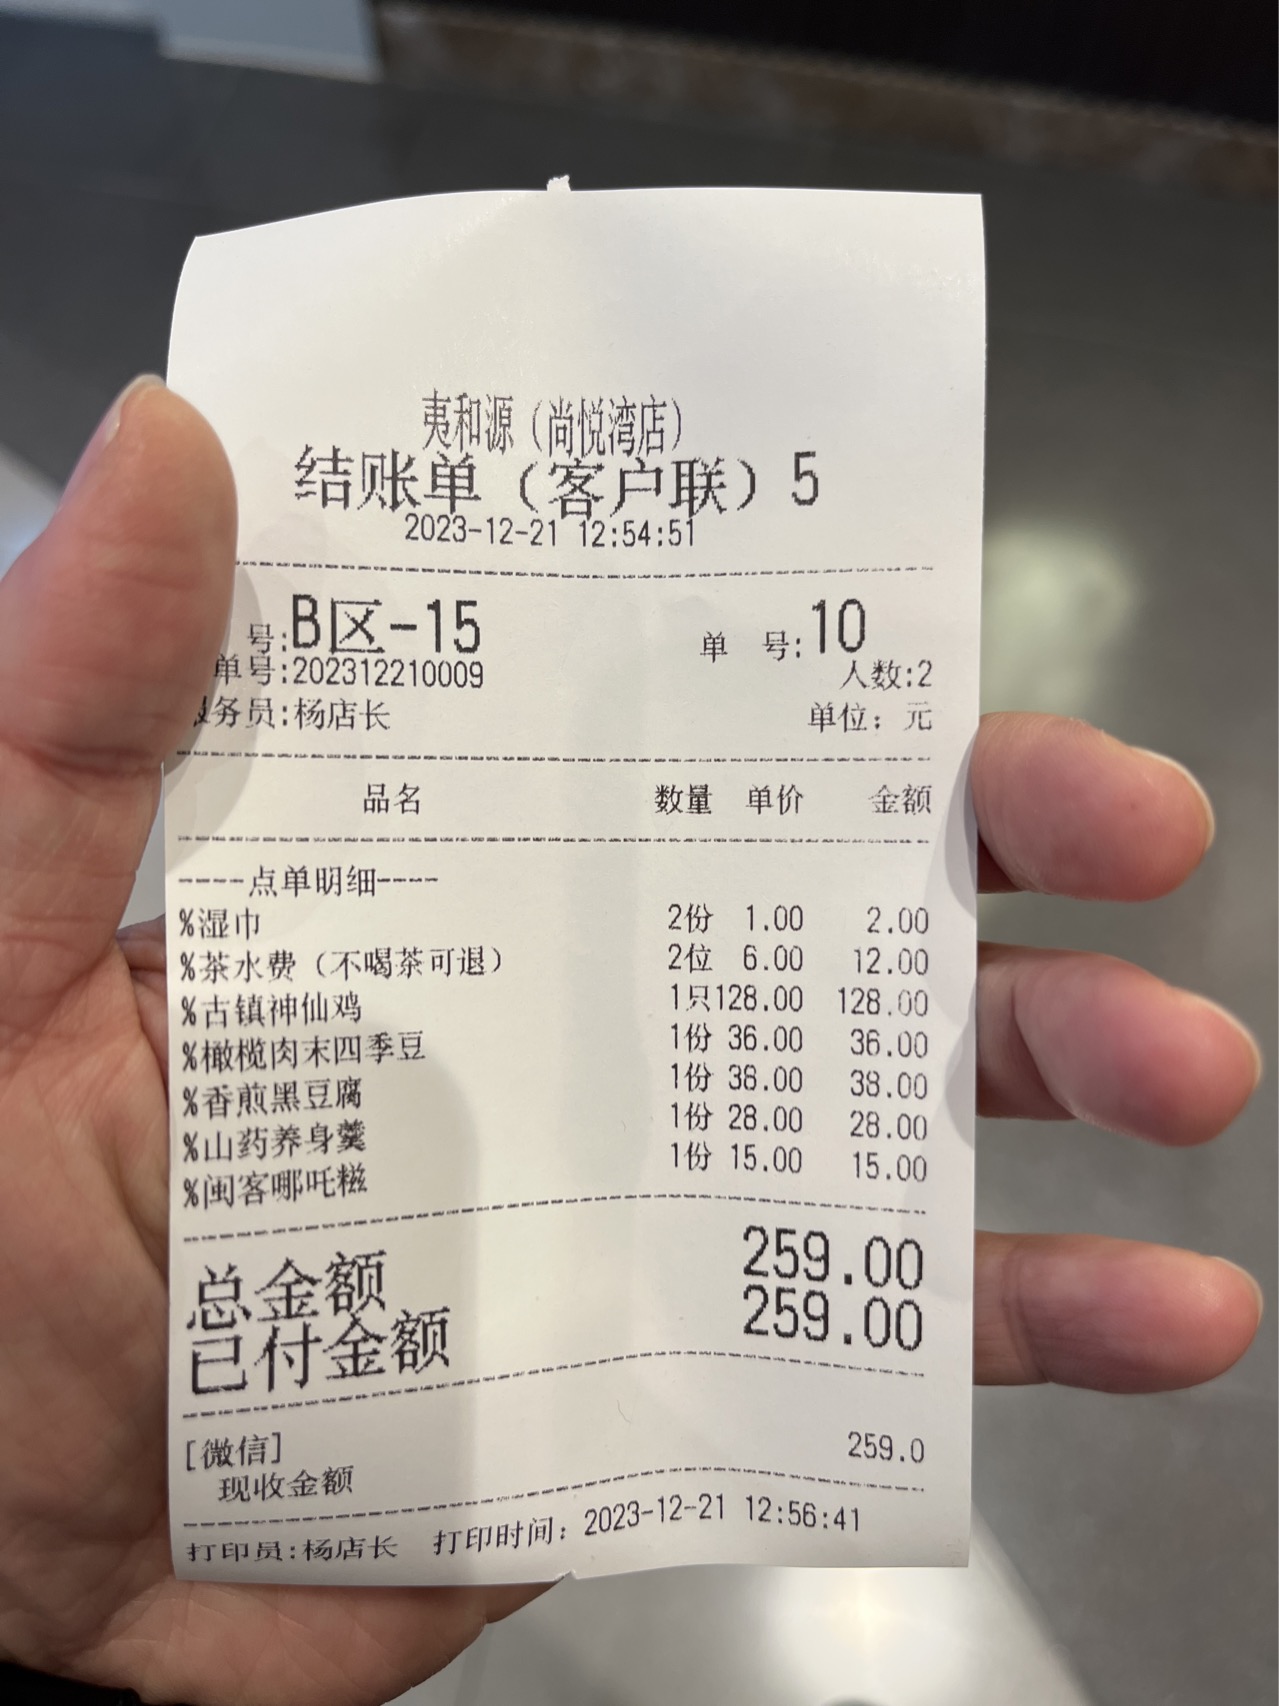 夷和源（尚悦湾店）
结账单（客户联）5
2023-12-21 12:54:51
号:B区-15 单 号:10
单号:202312210009 人数:2
服务员:杨店长 单位：元
品名 数量 单价 金额
----点单明细----
%湿巾 2份 1.00 2.00
%茶水费（不喝茶可退） 2位 6.00 12.00
%古镇神仙鸡 1只128.00 128.00
%橄榄肉末四季豆 1份 36.00 36.00
%香煎黑豆腐 1份 38.00 38.00
%山药养身羹 1份 28.00 28.00
%闽客哪吒糍 1份 15.00 15.00
总金额 259.00
已付金额 259.00
[微信] 259.0
现收金额
打印员:杨店长 打印时间：2023-12-21 12:56:41